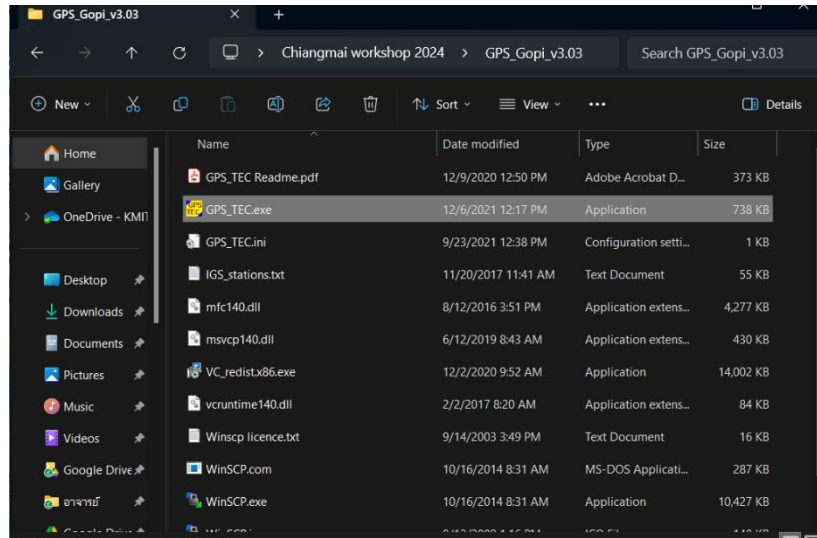 GPS_Gopi_v3.03
Chiangmai workshop 2024 > GPS_Gopi_v3.03 Search GPS_Gopi_v3.03
New Sort View ... Details
Home
Gallery
OneDrive - KMIT
Desktop
Downloads
Documents
Pictures
Music
Videos
Google Drive
อาจารย์
Name Date modified Type Size
GPS_TEC Readme.pdf 12/9/2020 12:50 PM Adobe Acrobat D... 373 KB
GPS_TEC.exe 12/6/2021 12:17 PM Application 738 KB
GPS_TEC.ini 9/23/2021 12:38 PM Configuration setti... 1 KB
IGS_stations.txt 11/20/2017 11:41 AM Text Document 55 KB
mfc140.dll 8/12/2016 3:51 PM Application extens... 4,277 KB
msvcp140.dll 6/12/2019 8:43 AM Application extens... 430 KB
VC_redist.x86.exe 12/2/2020 9:52 AM Application 14,002 KB
vcruntime140.dll 2/2/2017 8:20 AM Application extens... 84 KB
Winscp licence.txt 9/14/2003 3:49 PM Text Document 16 KB
WinSCP.com 10/16/2014 8:31 AM MS-DOS Applicati... 287 KB
WinSCP.exe 10/16/2014 8:31 AM Application 10,427 KB